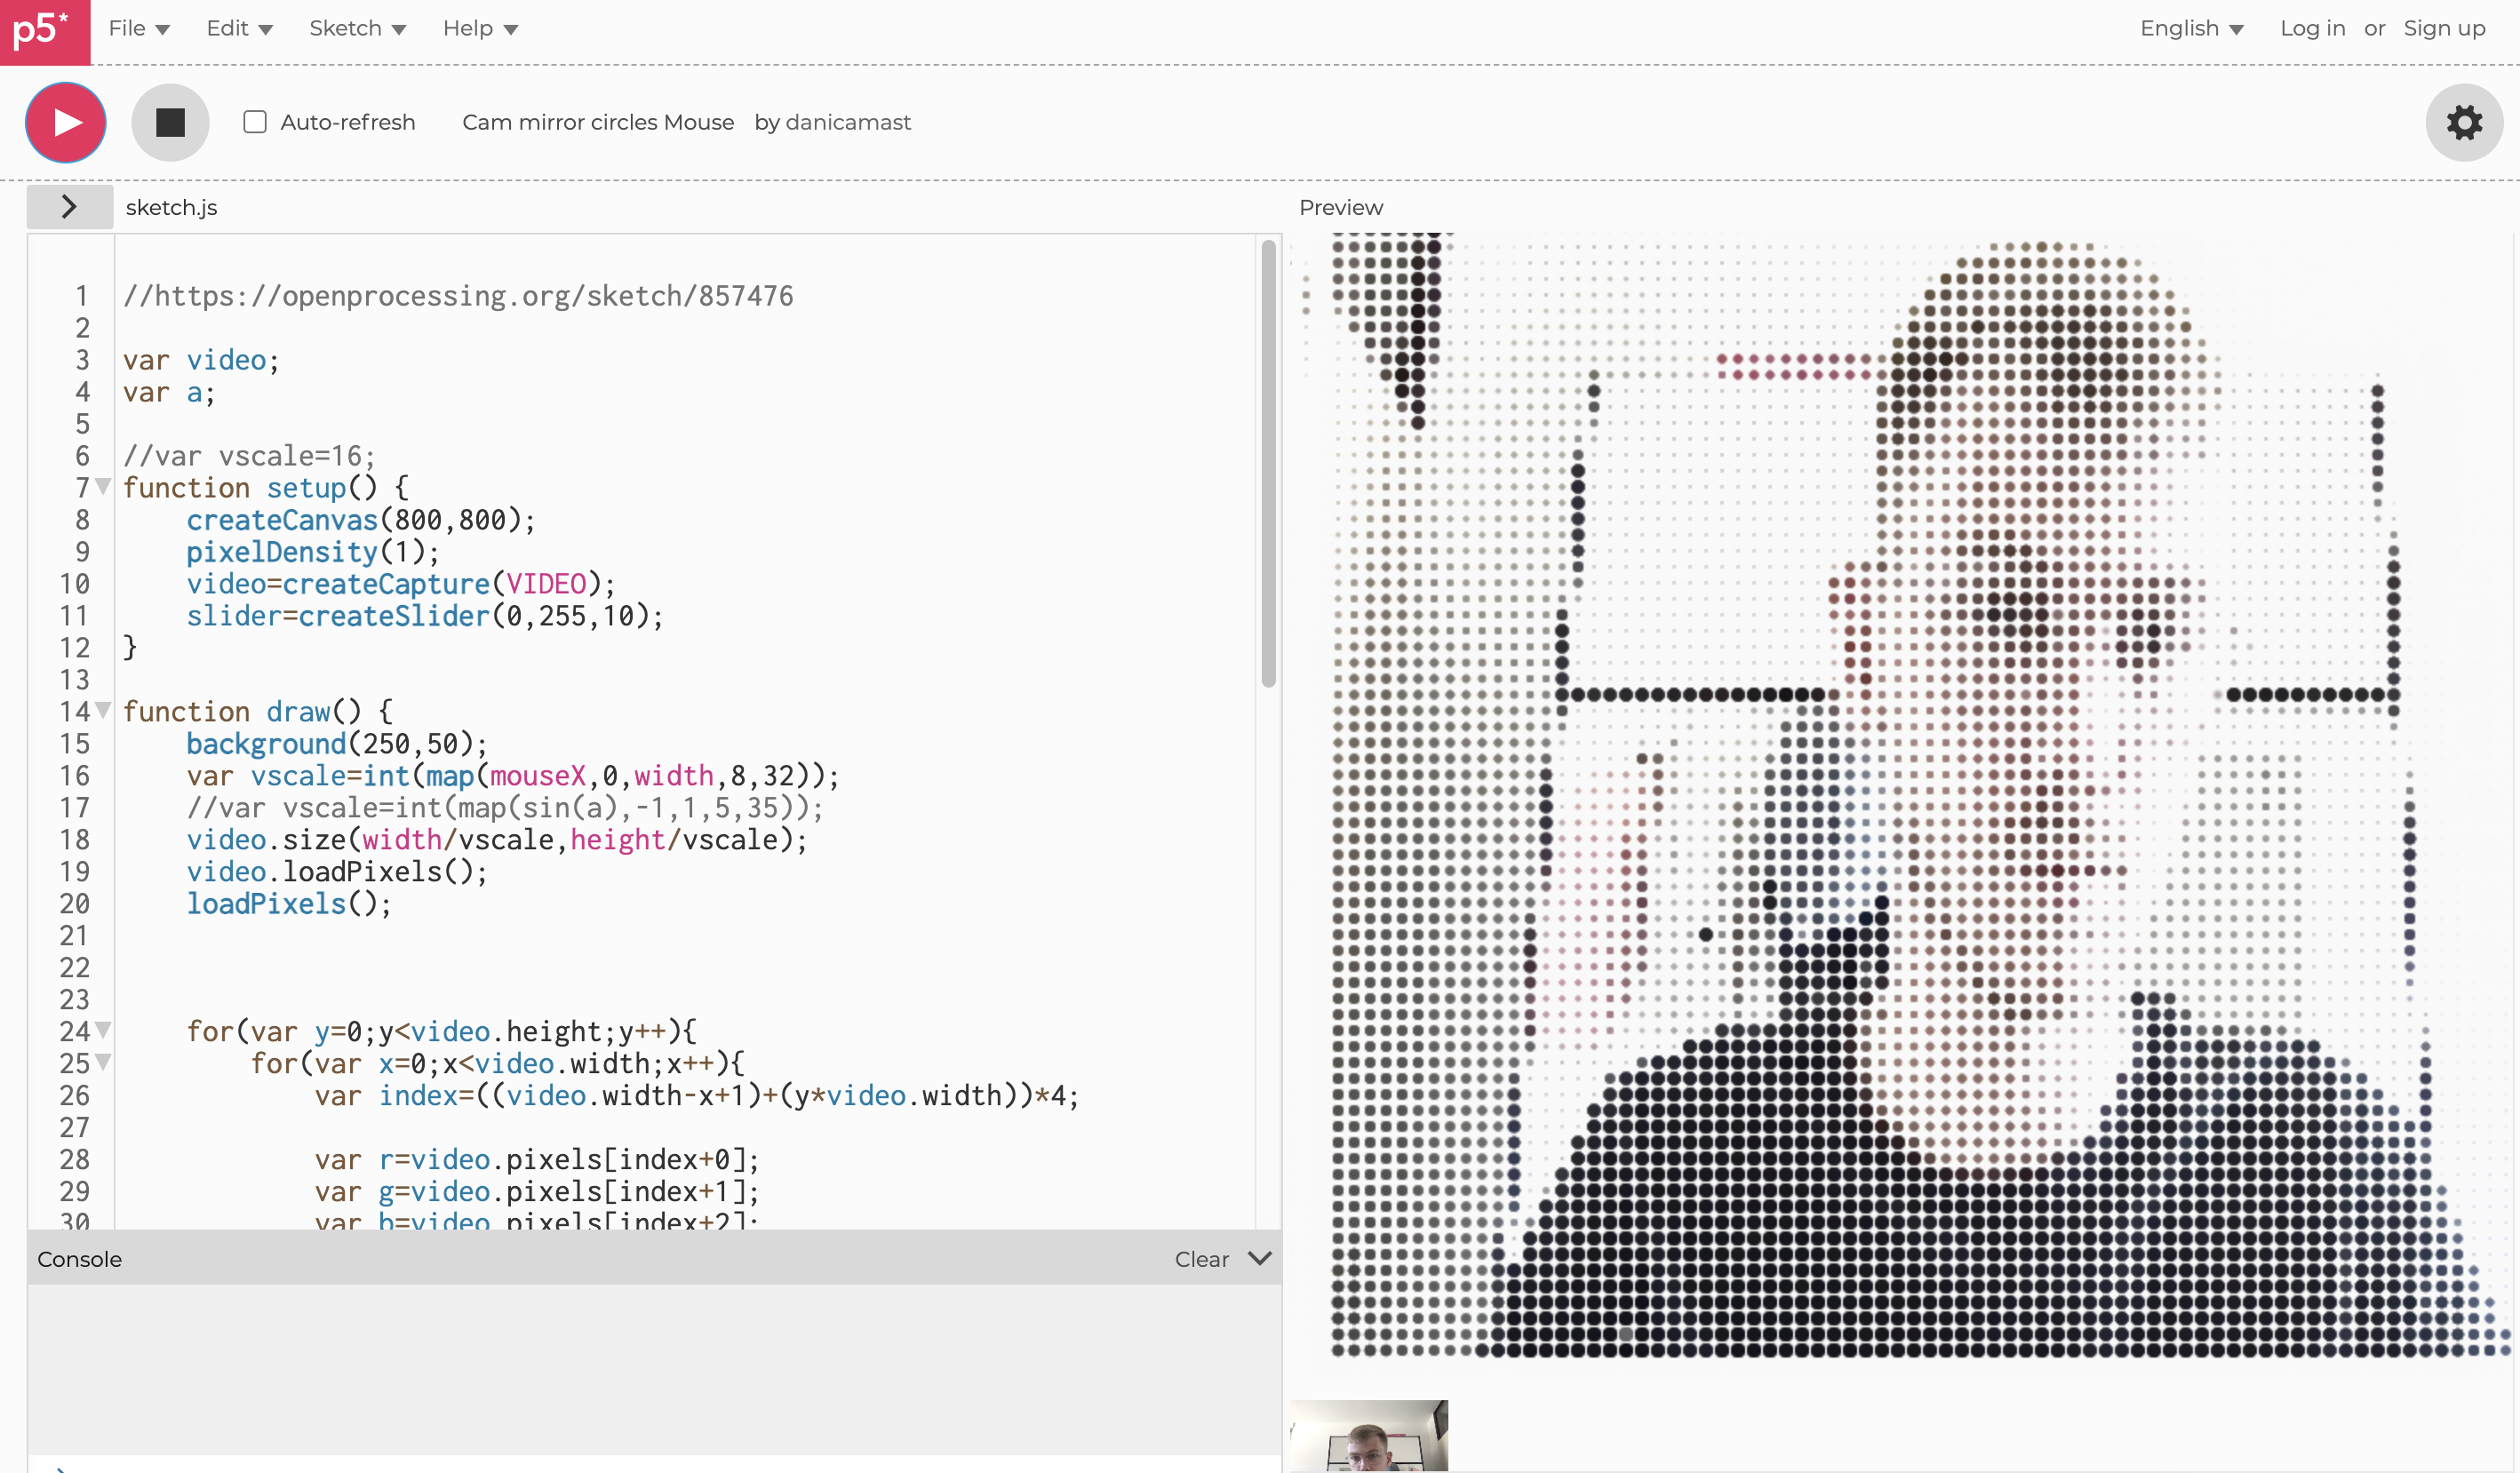 p5* File Edit Sketch Help English Log in or Sign up
Auto-refresh Cam mirror circles Mouse by danicamast
sketch.js
Preview
1 //https://openprocessing.org/sketch/857476
2
3 var video;
4 var a;
5
6 //var vscale=16;
7 function setup() {
8 createCanvas(800,800);
9 pixelDensity(1);
10 video=createCapture(VIDEO);
11 slider=createSlider(0,255,10);
12 }
13
14 function draw() {
15 background(250,50);
16 var vscale=int(map(mouseX,0,width,8,32));
17 //var vscale=int(map(sin(a),-1,1,5,35));
18 video.size(width/vscale,height/vscale);
19 video.loadPixels();
20 loadPixels();
21
22
23
24 for(var y=0;y<video.height;y++){
25 for(var x=0;x<video.width;x++){
26 var index=((video.width-x+1)+(y*video.width))*4;
27
28 var r=video.pixels[index+0];
29 var g=video.pixels[index+1];
30 var b=video.pixels[index+2];
Console Clear